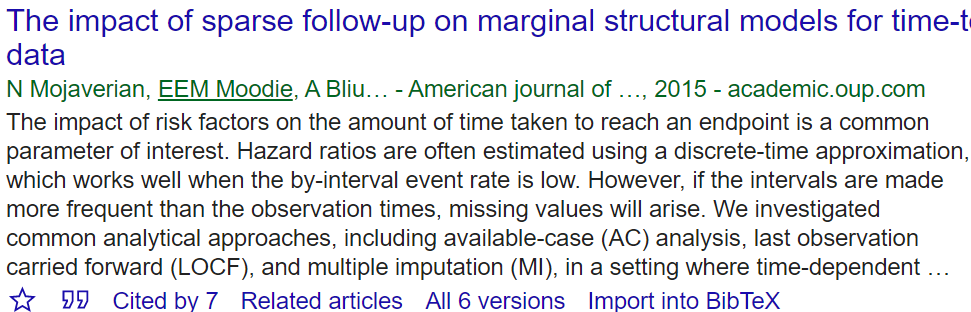 The impact of sparse follow-up on marginal structural models for
data
N Mojaverian, EEM Moodie, A Bliu… - American journal of …, 2015 - academic.oup.com
The impact of risk factors on the amount of time taken to reach an endpoint is a common
parameter of interest. Hazard ratios are often estimated using a discrete-time approximation,
which works well when the by-interval event rate is low. However, if the intervals are made
more frequent than the observation times, missing values will arise. We investigated
common analytical approaches, including available-case (AC) analysis, last observation
carried forward (LOCF), and multiple imputation (MI), in a setting where time-dependent …
Cited by 7 Related articles All 6 versions Import into BibTeX